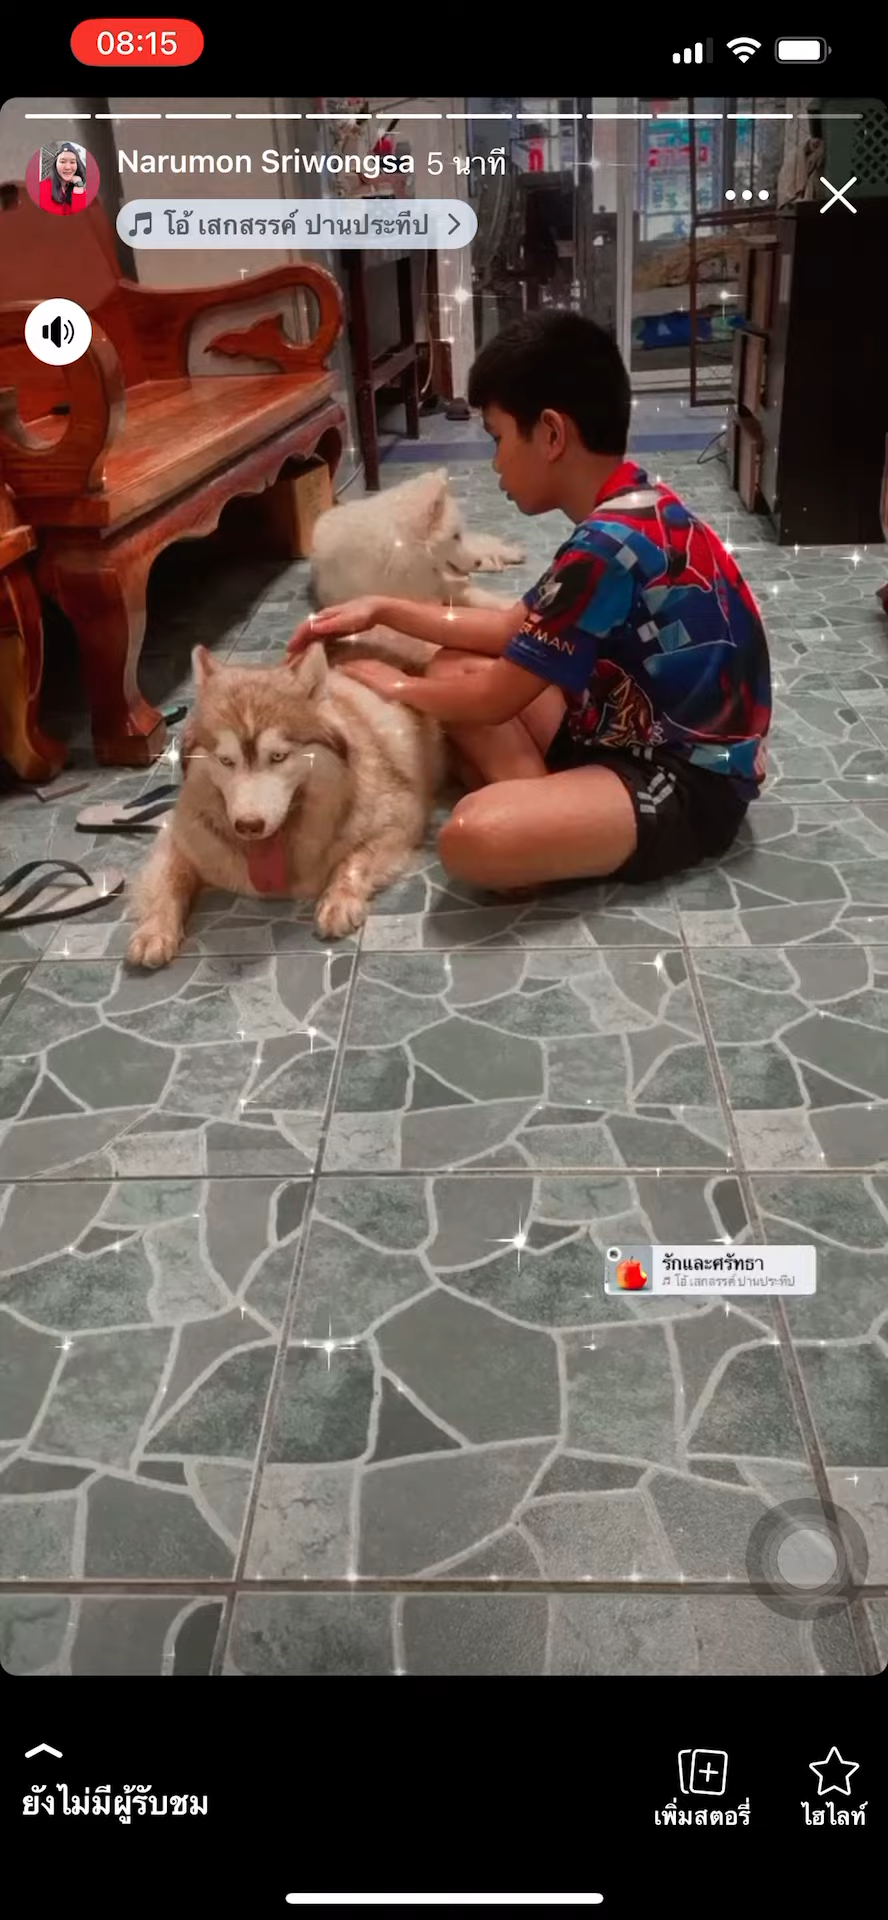 08:15
Narumon Sriwongsa 5 นาที
โอ้ เสกสรรค์ ปานประทีป
MAN
รักและศรัทธา
โอ้ เสกสรรค์ ปานประทีป
ยังไม่มีผู้รับชม
เพิ่มสตอรี่
ไฮไลท์